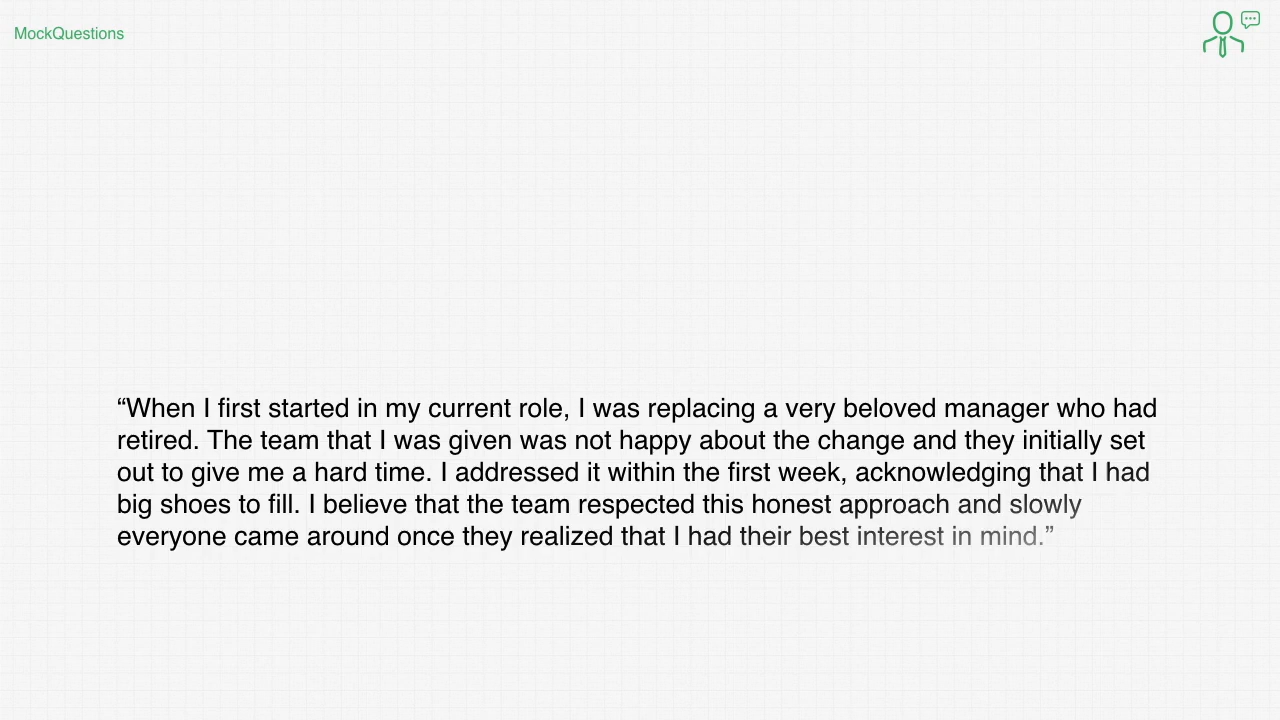 MockQuestions
“When I first started in my current role, I was replacing a very beloved manager who had
retired. The team that I was given was not happy about the change and they initially set
out to give me a hard time. I addressed it within the first week, acknowledging that I had
big shoes to fill. I believe that the team respected this honest approach and slowly
everyone came around once they realized that I had their best interest in mind.”